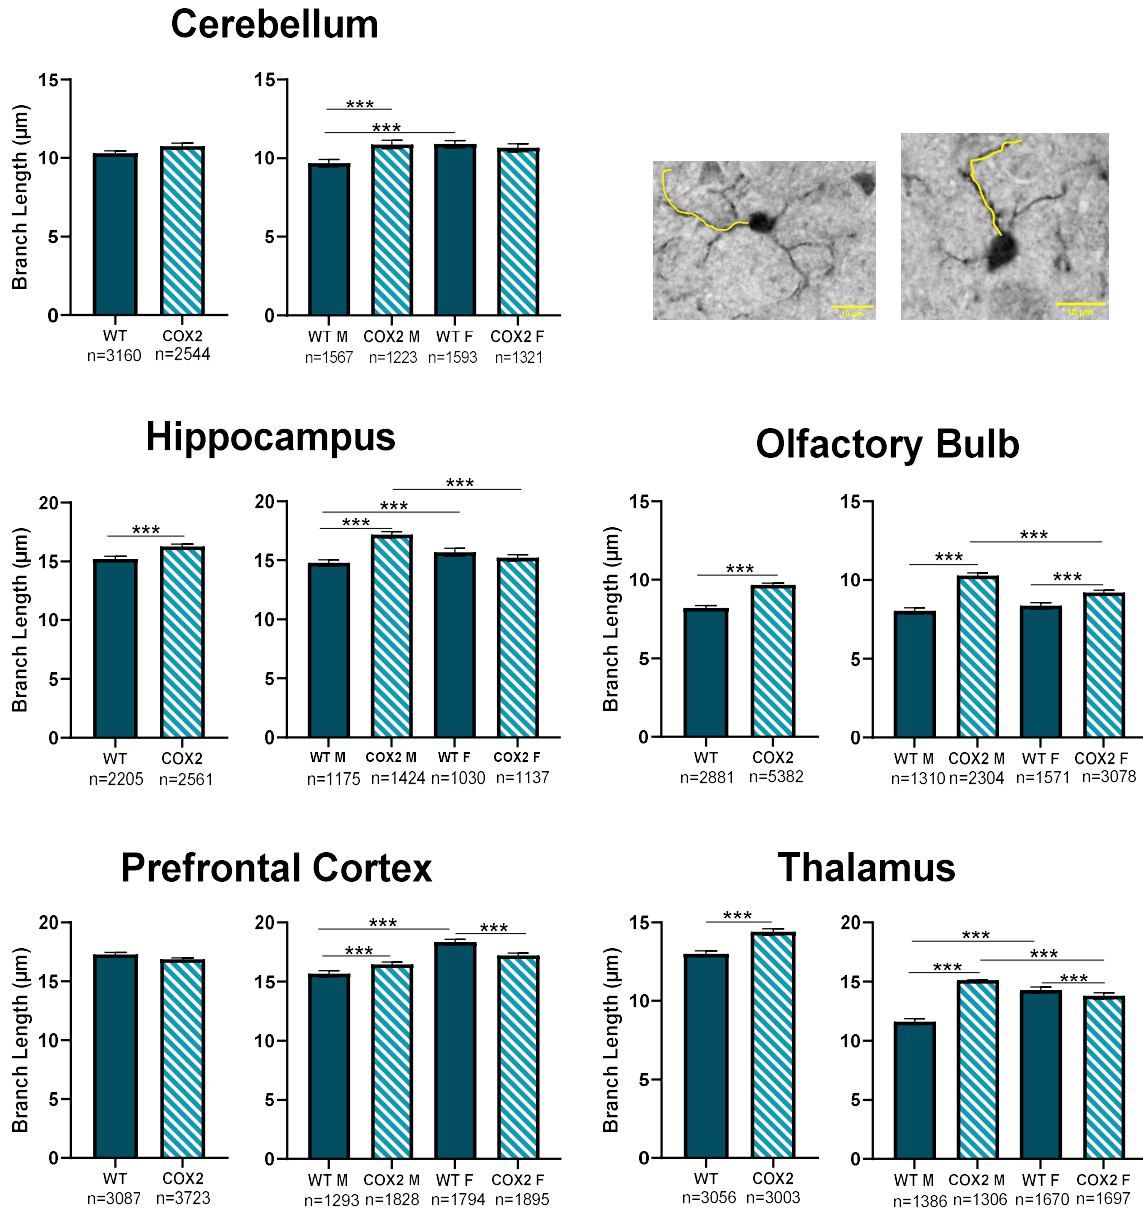 Cerebellum
Branch Length (µm)
15
10
5
0
WT COX2
n=3160 n=2544
15
10
5
0
***
***
WT M COX2 M WT F COX2 F
n=1567 n=1223 n=1593 n=1321
10 µm
10 µm
Hippocampus
Branch Length (µm)
20
15
10
5
0
***
WT COX2
n=2205 n=2561
20
15
10
5
0
***
***
***
WT M COX2 M WT F COX2 F
n=1175 n=1424 n=1030 n=1137
Olfactory Bulb
Branch Length (µm)
15
10
5
0
***
WT COX2
n=2881 n=5382
15
10
5
0
***
***
***
WT M COX2 M WT F COX2 F
n=1310 n=2304 n=1571 n=3078
Prefrontal Cortex
Branch Length (µm)
20
15
10
5
0
WT COX2
n=3087 n=3723
20
15
10
5
0
***
***
***
WT M COX2 M WT F COX2 F
n=1293 n=1828 n=1794 n=1895
Thalamus
Branch Length (µm)
15
10
5
0
***
WT COX2
n=3056 n=3003
20
15
10
5
0
***
***
***
***
WT M COX2 M WT F COX2 F
n=1386 n=1306 n=1670 n=1697